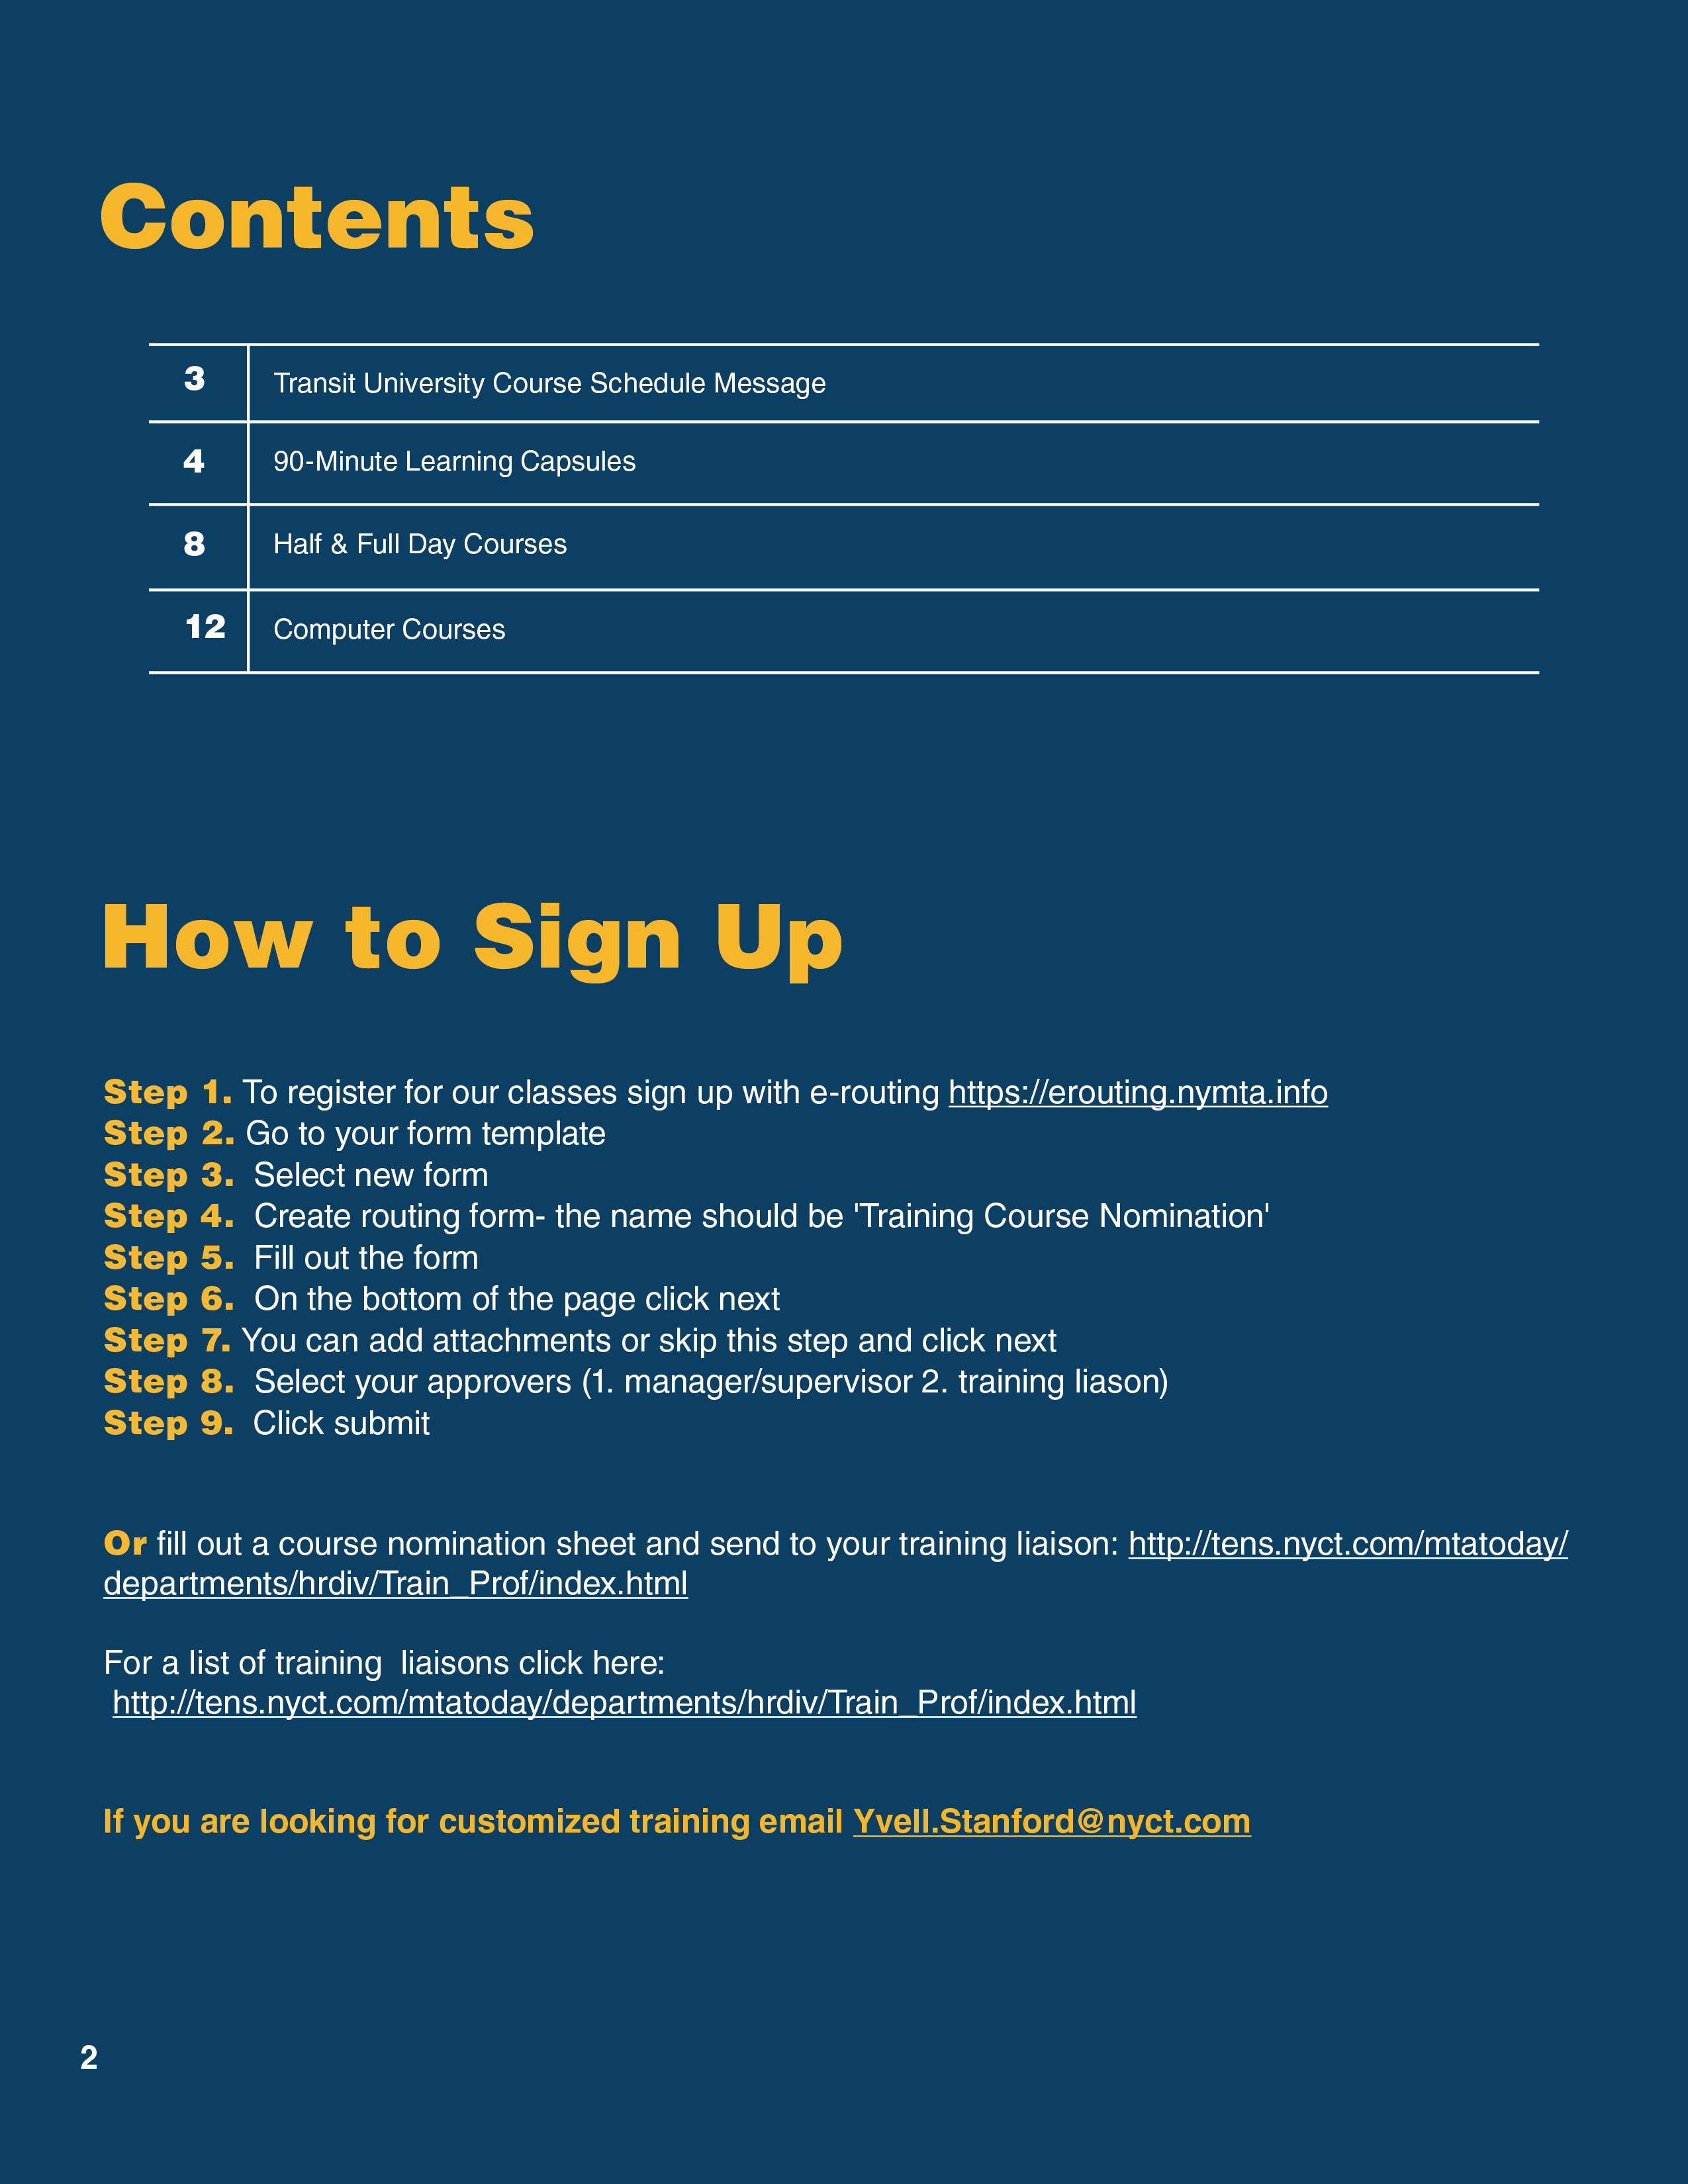 Contents
3 Transit University Course Schedule Message
4 90-Minute Learning Capsules
8 Half & Full Day Courses
12 Computer Courses
How to Sign Up
Step 1. To register for our classes sign up with e-routing https://erouting.nymta.info
Step 2. Go to your form template
Step 3. Select new form
Step 4. Create routing form- the name should be 'Training Course Nomination'
Step 5. Fill out the form
Step 6. On the bottom of the page click next
Step 7. You can add attachments or skip this step and click next
Step 8. Select your approvers (1. manager/supervisor 2. training liason)
Step 9. Click submit
Or fill out a course nomination sheet and send to your training liaison: http://tens.nyct.com/mtatoday/
departments/hrdiv/Train_Prof/index.html
For a list of training liaisons click here:
http://tens.nyct.com/mtatoday/departments/hrdiv/Train_Prof/index.html
If you are looking for customized training email Yvell.Stanford@nyct.com
2